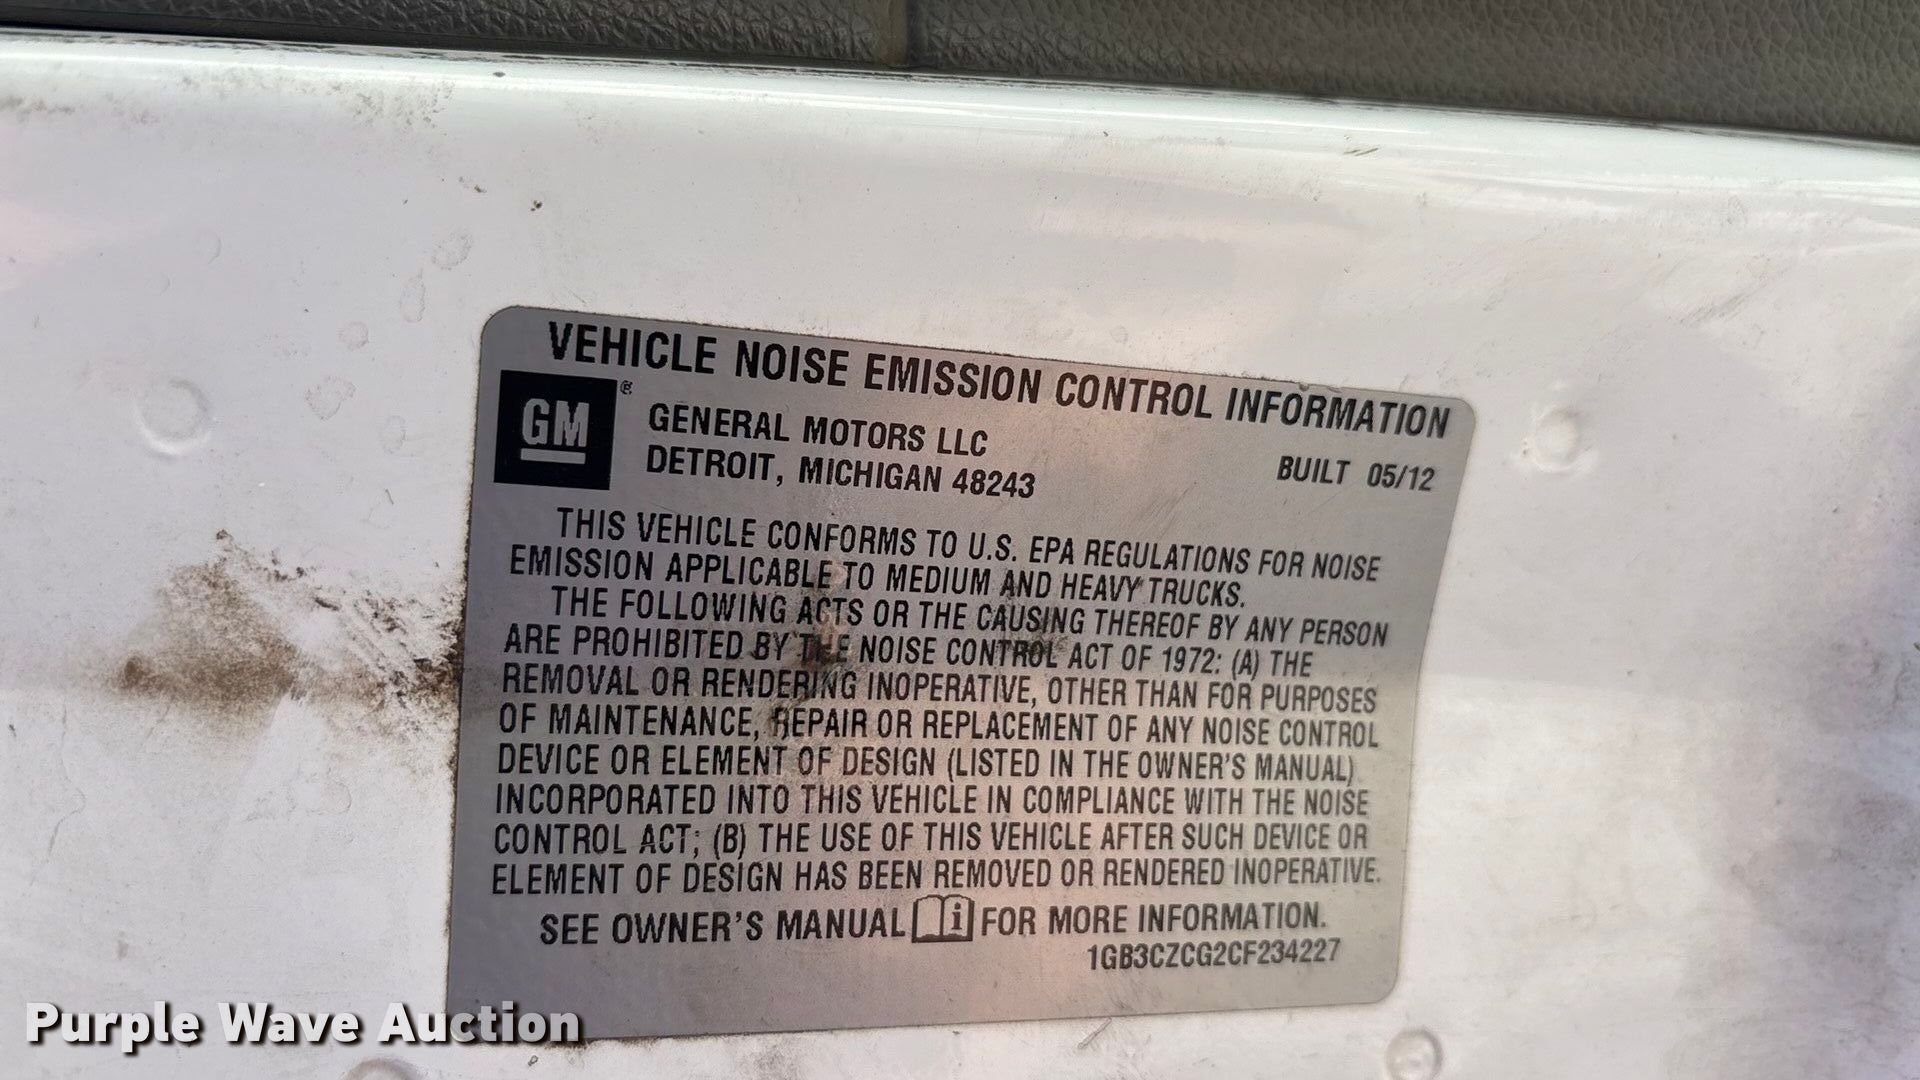 VEHICLE NOISE EMISSION CONTROL INFORMATION
GM®
GENERAL MOTORS LLC
DETROIT, MICHIGAN 48243
BUILT 05/12
THIS VEHICLE CONFORMS TO U.S. EPA REGULATIONS FOR NOISE
EMISSION APPLICABLE TO MEDIUM AND HEAVY TRUCKS.
THE FOLLOWING ACTS OR THE CAUSING THEREOF BY ANY PERSON
ARE PROHIBITED BY THE NOISE CONTROL ACT OF 1972: (A) THE
REMOVAL OR RENDERING INOPERATIVE, OTHER THAN FOR PURPOSES
OF MAINTENANCE, REPAIR OR REPLACEMENT OF ANY NOISE CONTROL
DEVICE OR ELEMENT OF DESIGN (LISTED IN THE OWNER'S MANUAL)
INCORPORATED INTO THIS VEHICLE IN COMPLIANCE WITH THE NOISE
CONTROL ACT; (B) THE USE OF THIS VEHICLE AFTER SUCH DEVICE OR
ELEMENT OF DESIGN HAS BEEN REMOVED OR RENDERED INOPERATIVE.
SEE OWNER'S MANUAL i FOR MORE INFORMATION.
1GB3CZCG2CF234227
Purple Wave Auction